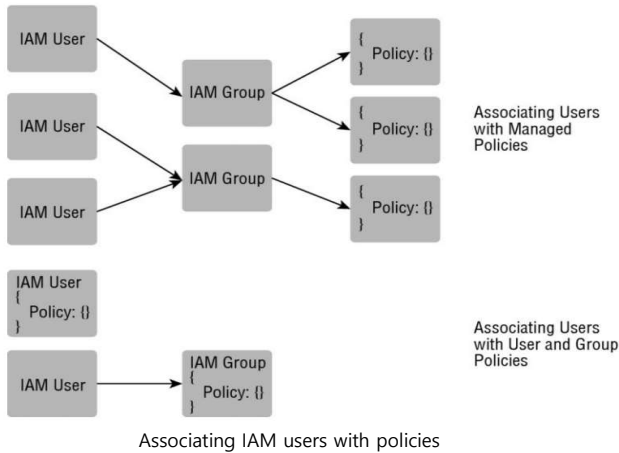 IAM User
IAM Group
{
Policy: {}
}
IAM User
{
Policy: {}
}
Associating Users
with Managed
Policies
IAM Group
IAM User
{
Policy: {}
}
IAM User
{
Policy: {}
}
IAM User
IAM Group
{
Policy: {}
}
Associating Users
with User and Group
Policies
Associating IAM users with policies